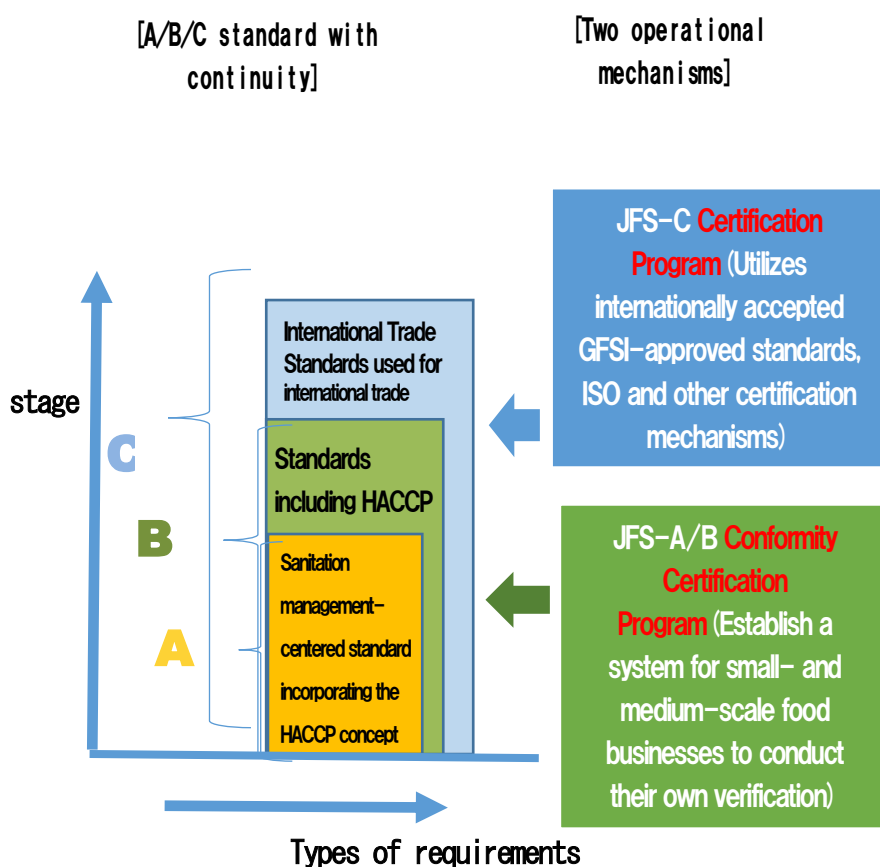 [A/B/C standard with
continuity]
[Two operational
mechanisms]
JFS-C Certification
Program (Utilizes
internationally accepted
GFSI-approved standards,
ISO and other certification
mechanisms)
International Trade
Standards used for
international trade
stage
C
Standards
including HACCP
B
JFS-A/B Conformity
Certification
Program (Establish a
system for small- and
medium-scale food
businesses to conduct
their own verification)
Sanitation
management-
centered standard
incorporating the
HACCP concept
A
Types of requirements